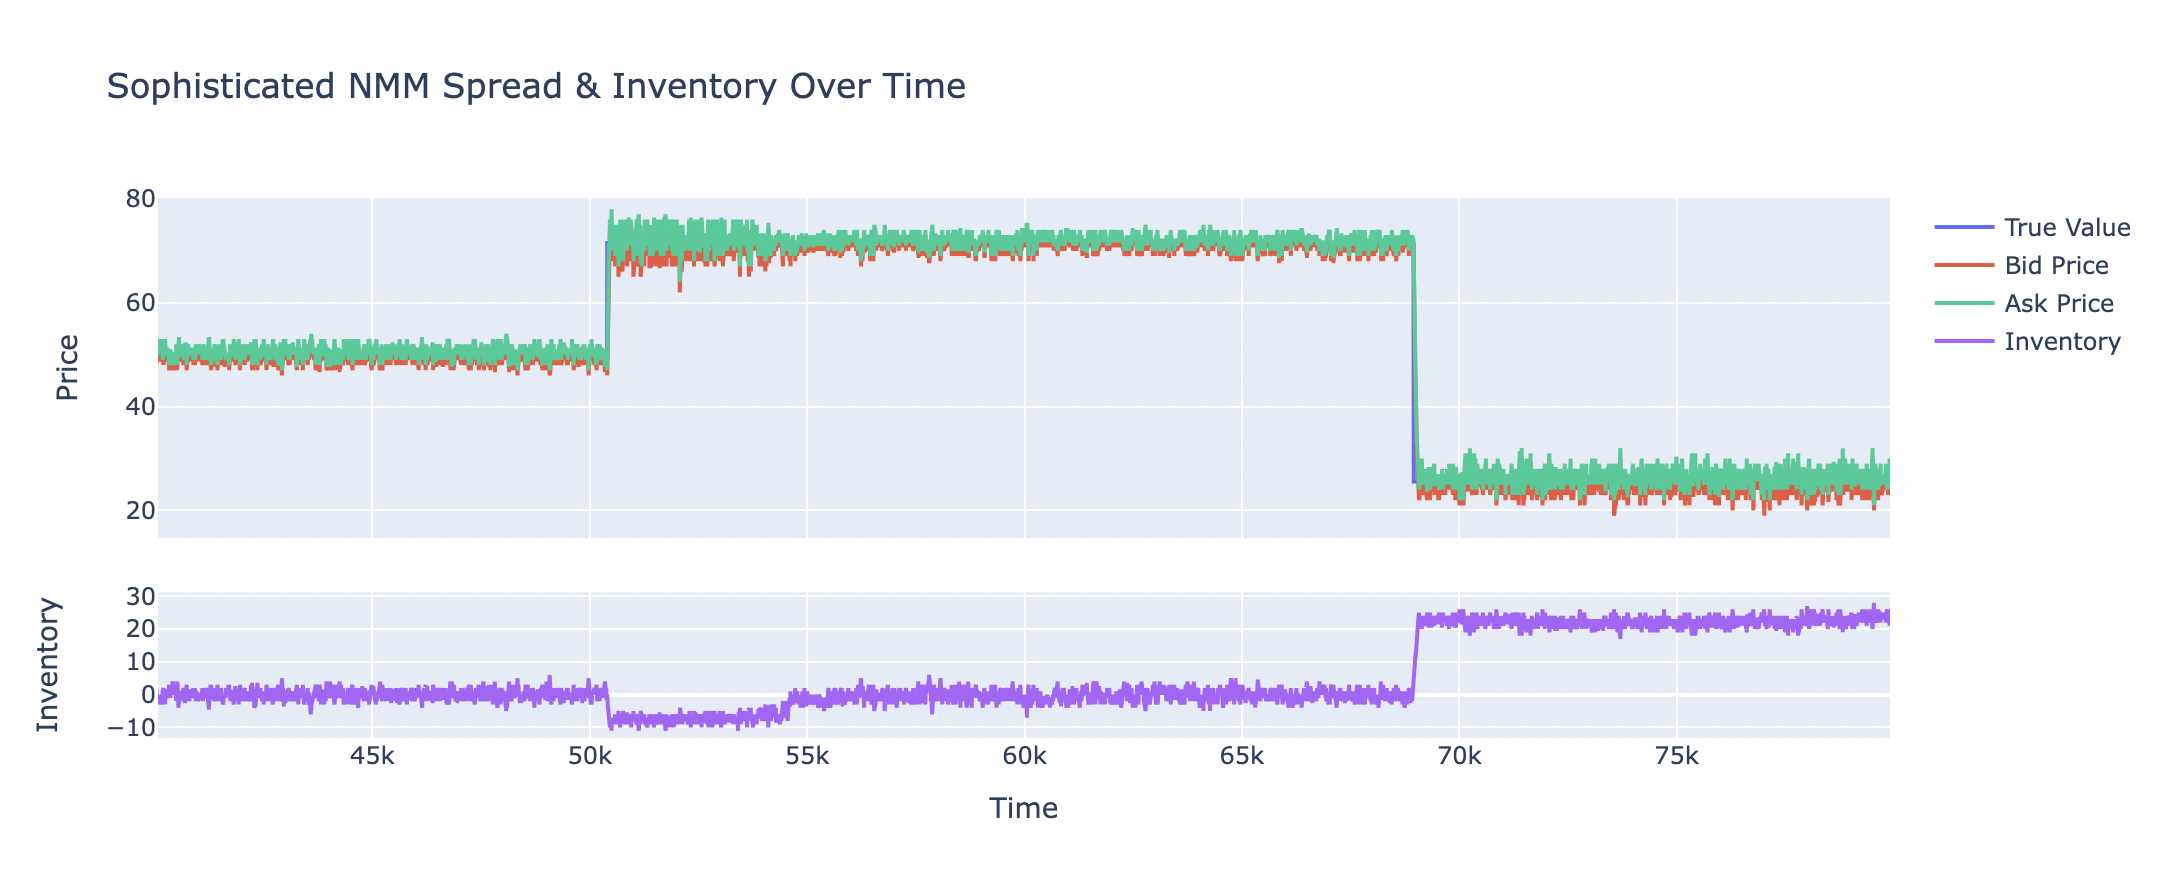 Sophisticated NMM Spread & Inventory Over Time
80
60
40
20
Price
True Value
Bid Price
Ask Price
Inventory
30
20
10
0
−10
Inventory
45k
50k
55k
60k
65k
70k
75k
Time